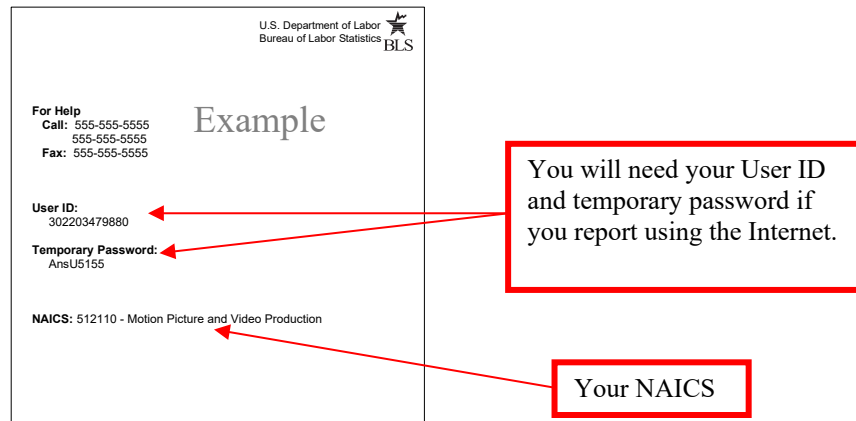 U.S. Department of Labor
Bureau of Labor Statistics
BLS
For Help
Call: 555-555-5555
555-555-5555
Fax: 555-555-5555
Example
You will need your User ID
and temporary password if
you report using the Internet.
User ID:
302203479880
Temporary Password:
AnsU5155
NAICS: 512110 - Motion Picture and Video Production
Your NAICS